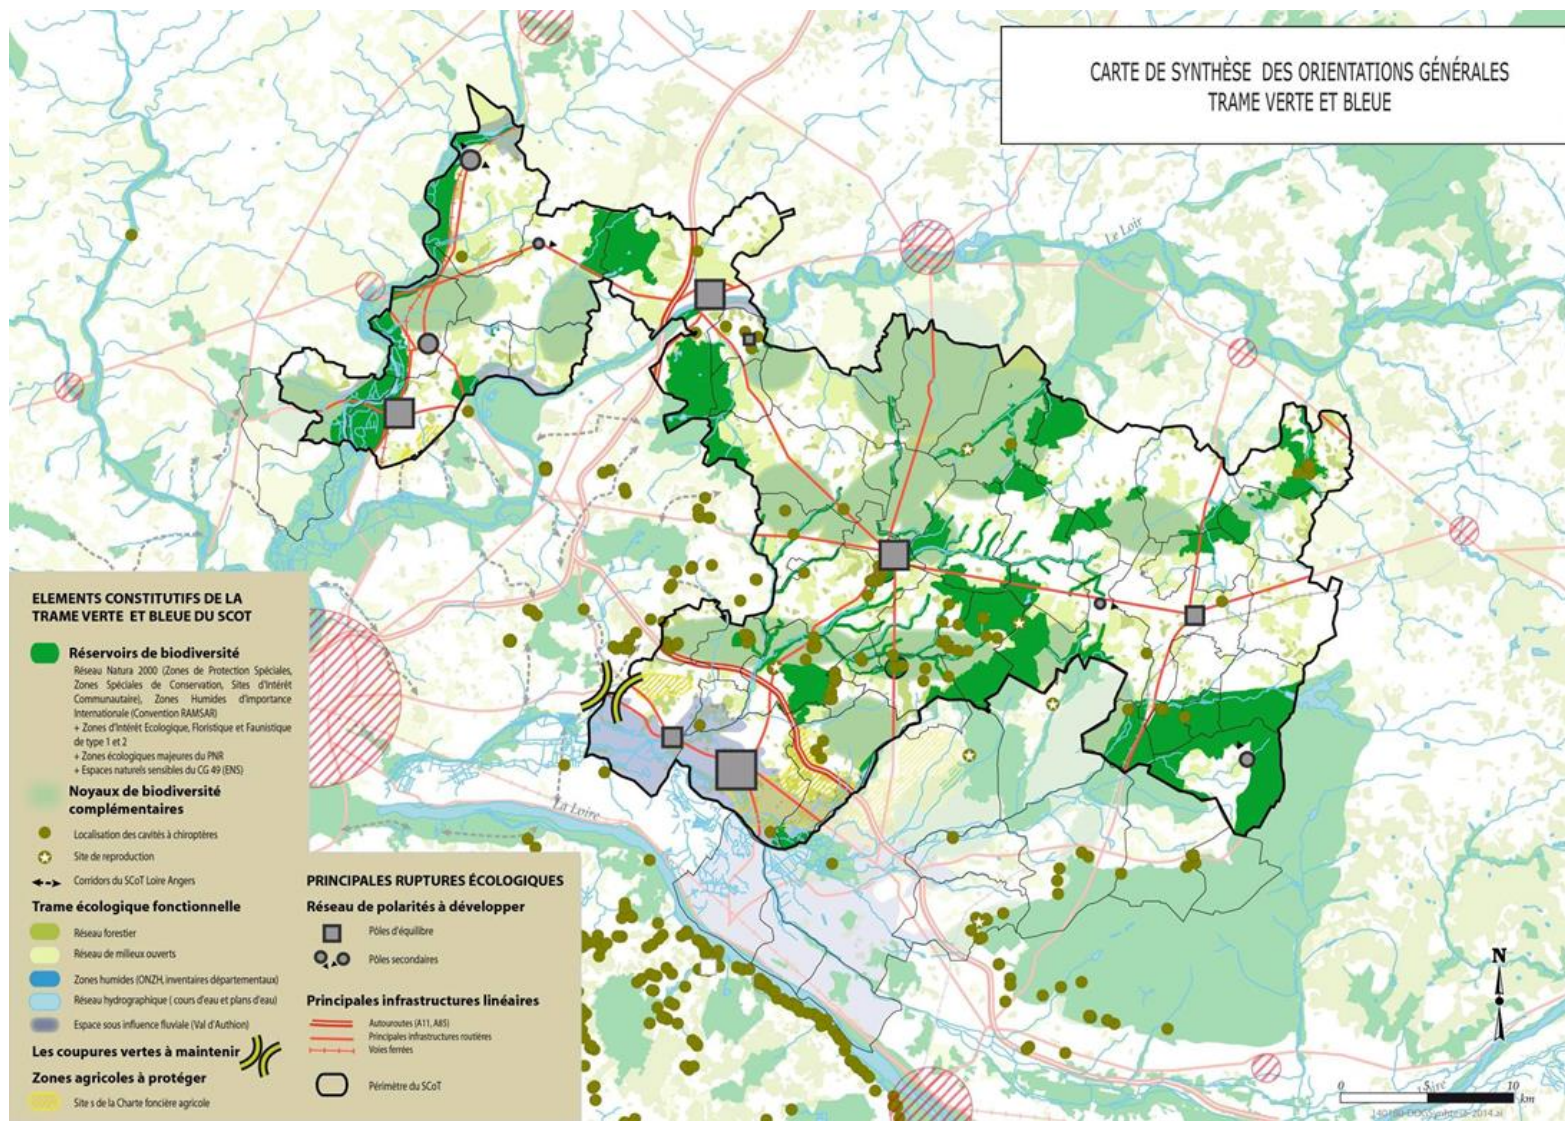 CARTE DE SYNTHÈSE DES ORIENTATIONS GÉNÉRALES
TRAME VERTE ET BLEUE
Le Loir
La Loire
ELEMENTS CONSTITUTIFS DE LA
TRAME VERTE ET BLEUE DU SCOT
Réservoirs de biodiversité
Réseau Natura 2000 (Zones de Protection Spéciales,
Zones Spéciales de Conservation, Sites d'Intérêt
Communautaire), Zones Humides d'Importance
Internationale (Convention RAMSAR)
+ Zones d'Intérêt Ecologique, Floristique et Faunistique
de type 1 et 2
+ Zones écologiques majeures du PNR
+ Espaces naturels sensibles du CG 49 (ENS)
Noyaux de biodiversité
complémentaires
Localisation des cavités à chiroptères
Site de reproduction
Corridors du SCoT Loire Angers
Trame écologique fonctionnelle
Réseau forestier
Réseau de milieux ouverts
Zones humides (ONZH, inventaires départementaux)
Réseau hydrographique ( cours d'eau et plans d'eau)
Espace sous influence fluviale (Val d'Authion)
Les coupures vertes à maintenir
Zones agricoles à protéger
Site s de la Charte foncière agricole
PRINCIPALES RUPTURES ÉCOLOGIQUES
Réseau de polarités à développer
Pôles d'équilibre
Pôles secondaires
Principales infrastructures linéaires
Autouroutes (A11, A85)
Principales infrastructures routières
Voies ferrées
Périmètre du SCoT
N
0 5 10
km
Loire